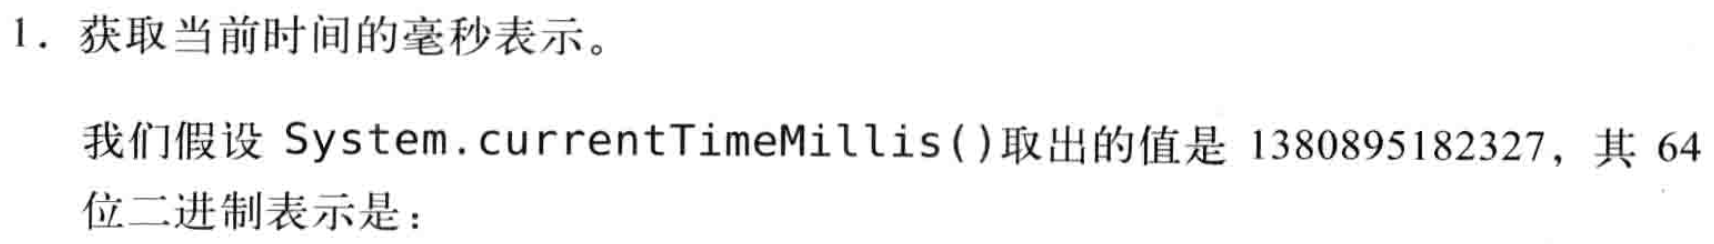 1. 获取当前时间的毫秒表示。
我们假设 System.currentTimeMillis()取出的值是 1380895182327，其 64
位二进制表示是：